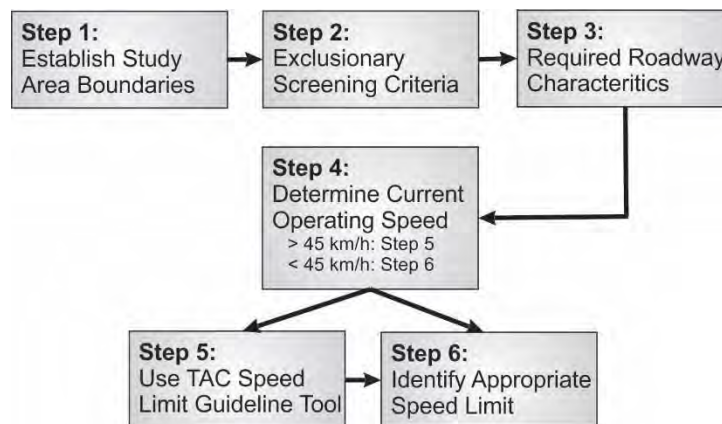 Step 1:
Establish Study
Area Boundaries
Step 2:
Exclusionary
Screening Criteria
Step 3:
Required Roadway
Characteritics
Step 4:
Determine Current
Operating Speed
> 45 km/h: Step 5
< 45 km/h: Step 6
Step 5:
Use TAC Speed
Limit Guideline Tool
Step 6:
Identify Appropriate
Speed Limit